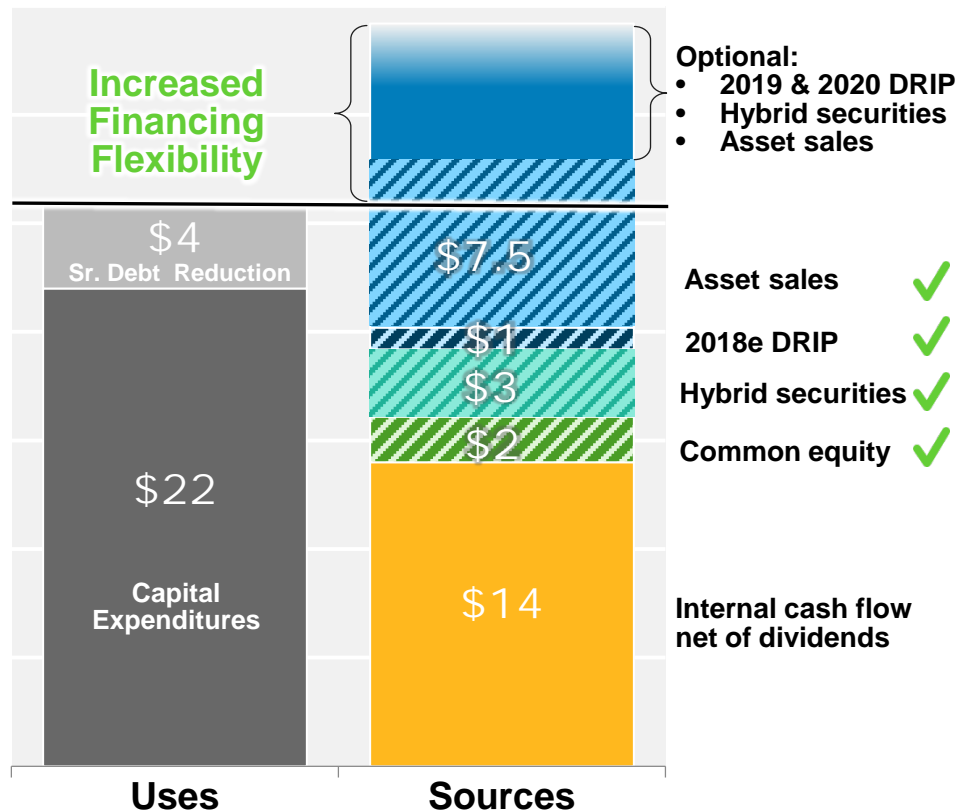 Increased
Financing
Flexibility
Optional:
• 2019 & 2020 DRIP
• Hybrid securities
• Asset sales
$4
Sr. Debt Reduction
$7.5
Asset sales
$1
2018e DRIP
$3
Hybrid securities
$2
Common equity
$22
Capital
Expenditures
$14
Internal cash flow
net of dividends
Uses
Sources